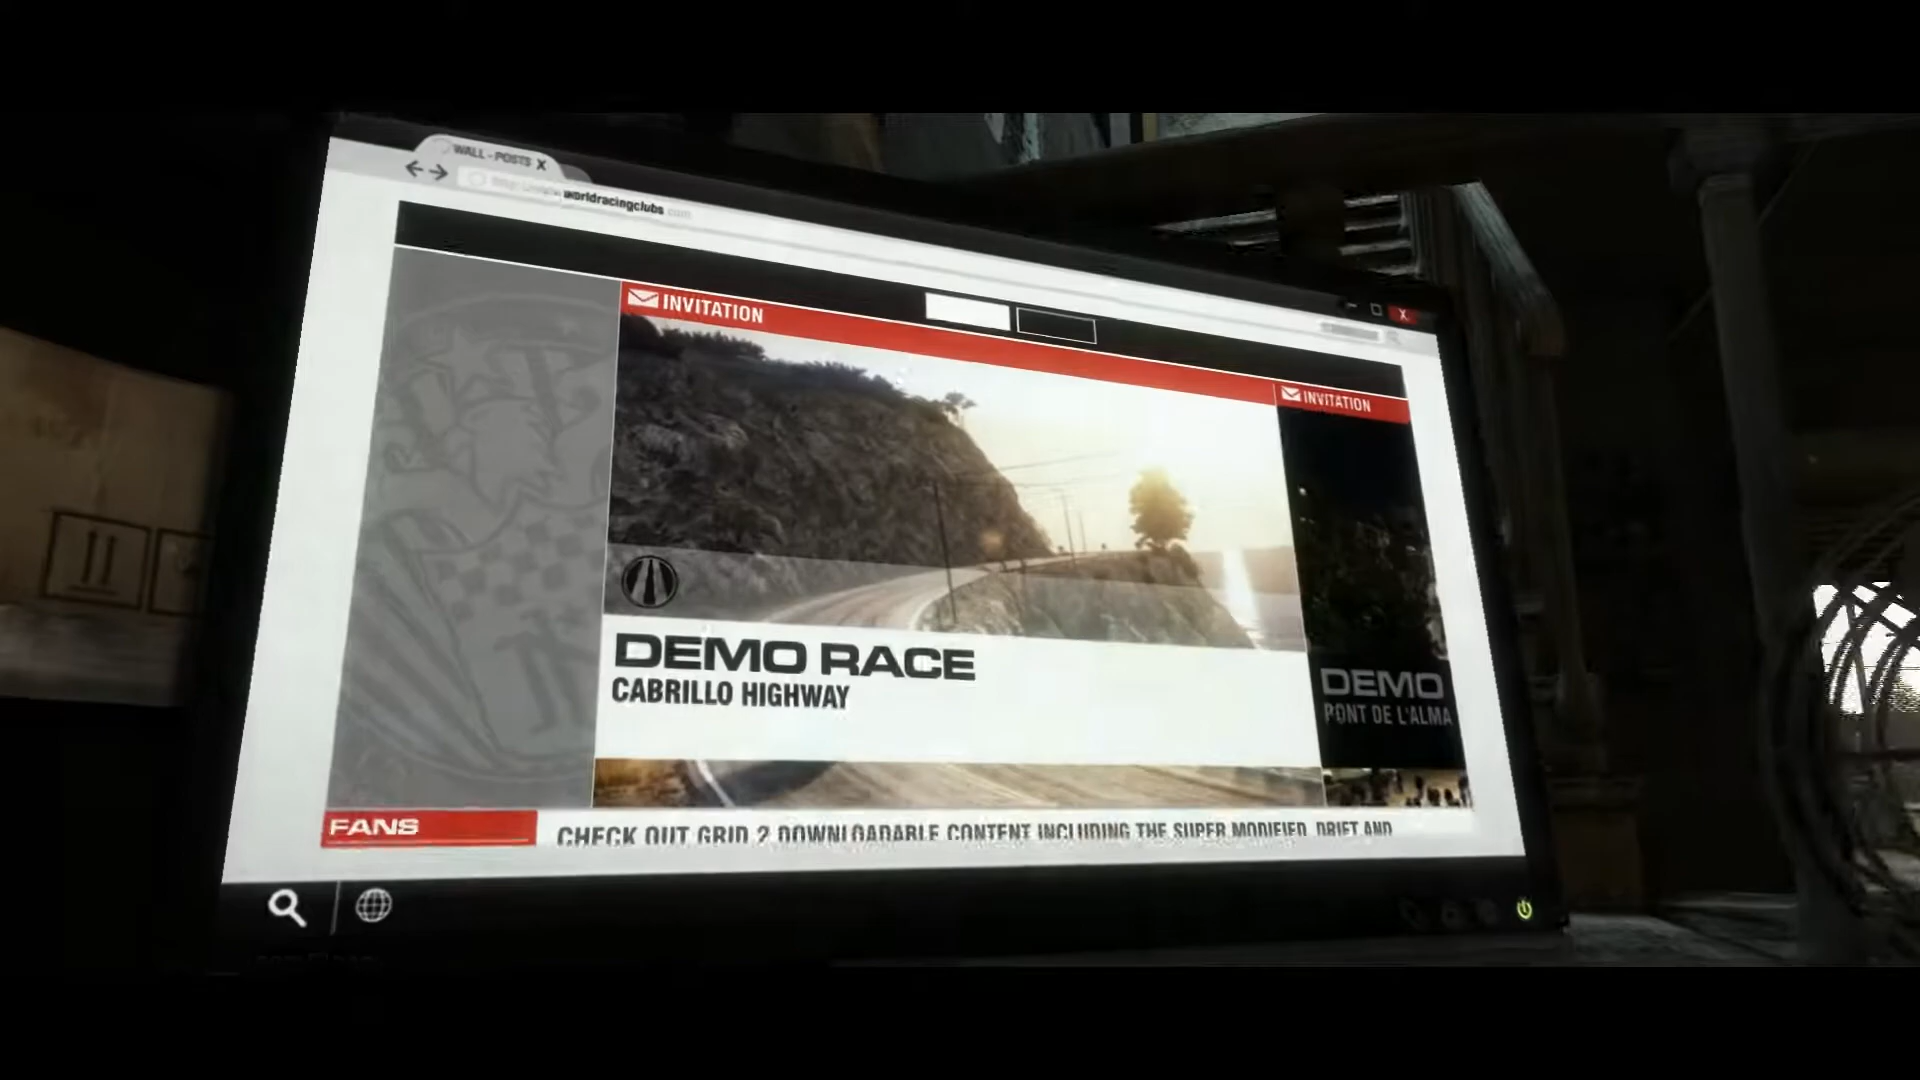 WALL - POSTS X
worldracingclubs.com
INVITATION
INVITATION
DEMO RACE
CABRILLO HIGHWAY
DEMO
PONT DE L'ALMA
FANS
CHECK OUT GRID 2 DOWNLOADABLE CONTENT INCLUDING THE SUPER MODIFIED, DRIFT AND